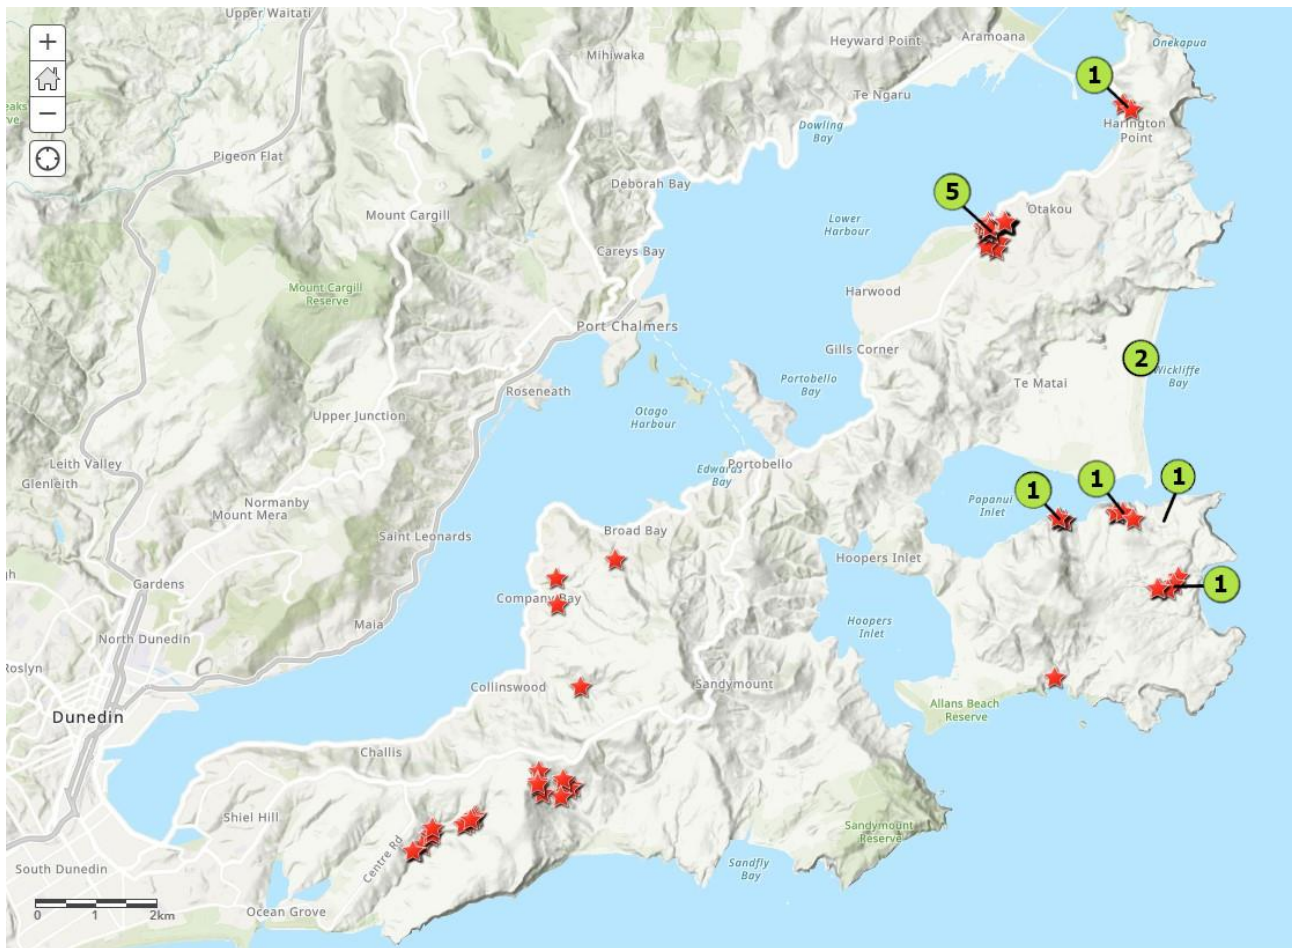 Upper Waitati
Heyward Point
Aramoana
Onekapua
+
Mihiwaka
1
Te Ngaru
−
Harington
Point
Dowling
Bay
Pigeon Flat
Deborah Bay
5
Mount Cargill
Lower
Harbour
Otakou
Careys Bay
Mount Cargill
Reserve
Harwood
Port Chalmers
Gills Corner
2
Wickliffe
Bay
Portobello
Bay
Te Matai
Roseneath
Otago
Harbour
Upper Junction
Leith Valley
Glenleith
Edwards
Bay
Portobello
1
1
1
Normanby
Mount Mera
Papanui
Inlet
Saint Leonards
Broad Bay
Hoopers Inlet
Gardens
Company Bay
1
Maia
North Dunedin
Hoopers
Inlet
Roslyn
Collinswood
Sandymount
Allans Beach
Reserve
Dunedin
Challis
Shiel Hill
Centre Rd
Sandymount
Reserve
South Dunedin
Sandfly
Bay
Ocean Grove
0 1 2km